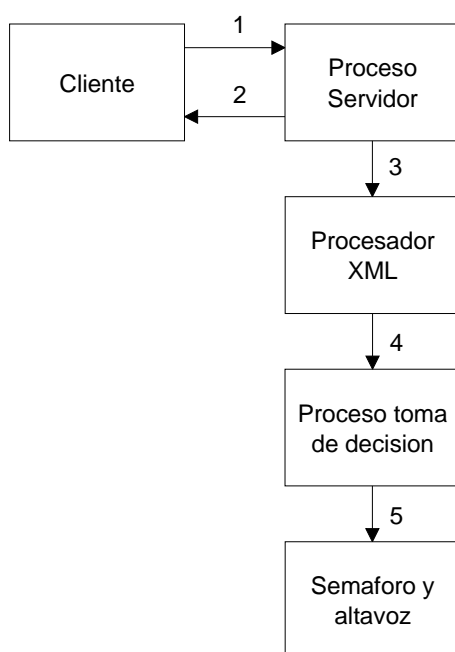 1
Cliente
Proceso
Servidor
2
3
Procesador
XML
4
Proceso toma
de decision
5
Semaforo y
altavoz